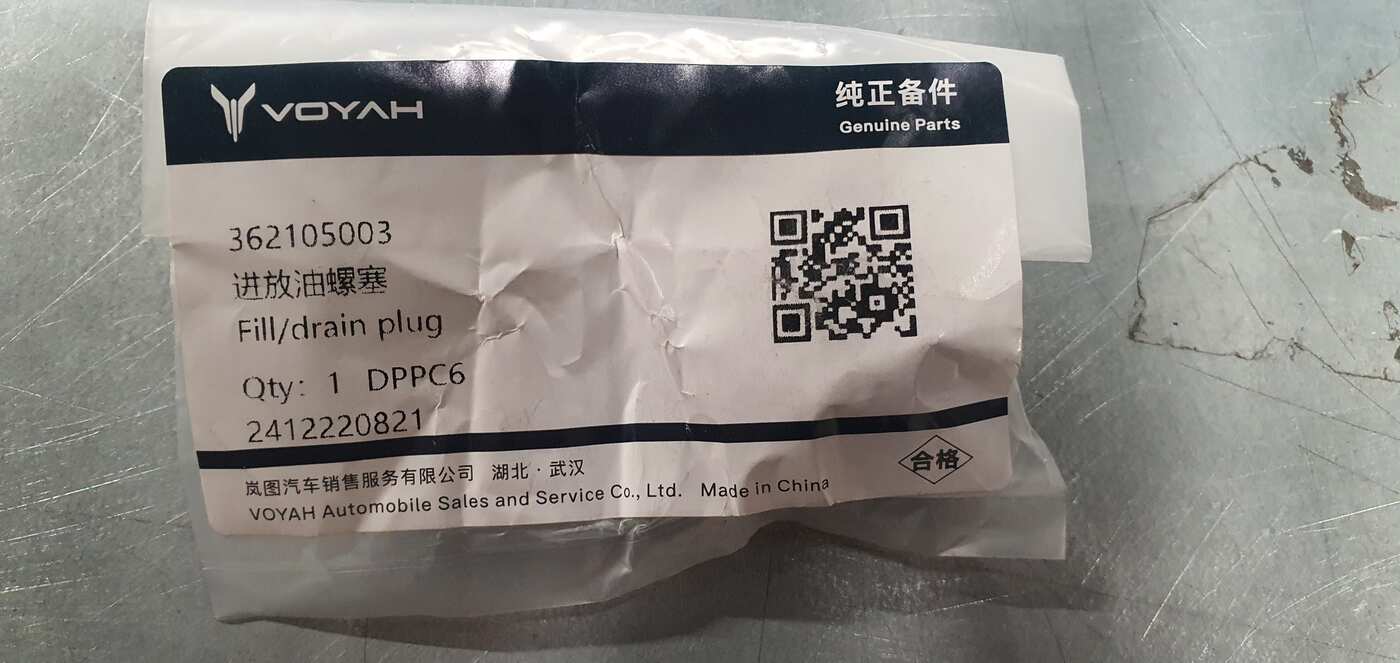 VOYAH
纯正备件
Genuine Parts
362105003
进放油螺塞
Fill/drain plug
Qty: 1 DPPC6
2412220821
岚图汽车销售服务有限公司 湖北·武汉
VOYAH Automobile Sales and Service Co., Ltd. Made in China
合格